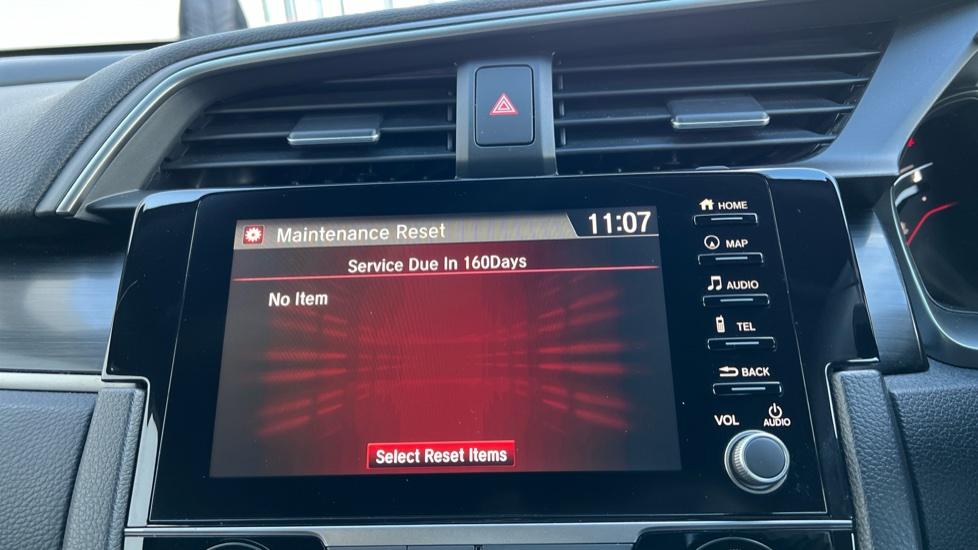 Maintenance Reset 11:07
Service Due In 160Days
No Item
Select Reset Items
HOME
MAP
AUDIO
TEL
BACK
VOL AUDIO